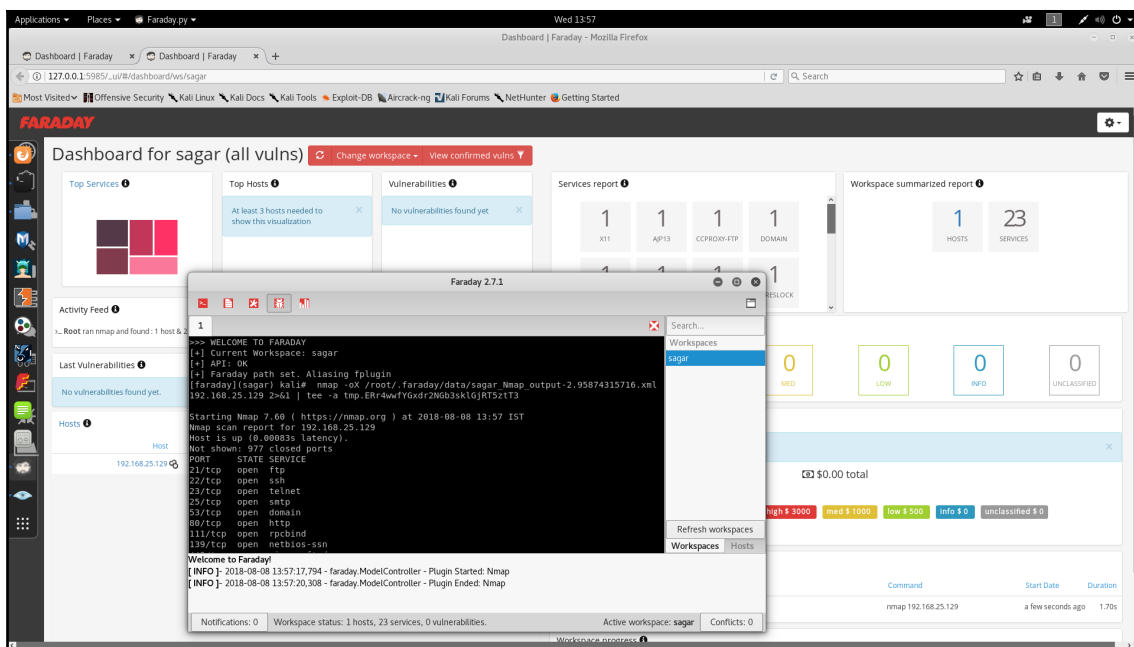 Applications Places Faraday.py Wed 13:57 1
Dashboard | Faraday - Mozilla Firefox
Dashboard | Faraday × Dashboard | Faraday × +
127.0.0.1:5985/_ui/#/dashboard/ws/sagar Search
Most Visited Offensive Security Kali Linux Kali Docs Kali Tools Exploit-DB Aircrack-ng Kali Forums NetHunter Getting Started
FARADAY
Dashboard for sagar (all vulns) Change workspace View confirmed vulns
Top Services
Top Hosts
At least 3 hosts needed to
show this visualization
Vulnerabilities
No vulnerabilities found yet
Services report
1 1 1 1
X11 AJP13 CCPROXY-FTP DOMAIN
1 1 1 1
RESLOCK
Workspace summarized report
1 23
HOSTS SERVICES
Activity Feed
Root ran nmap and found : 1 host & 2
Last Vulnerabilities
No vulnerabilities found yet.
Hosts
Host
192.168.25.129
Faraday 2.7.1
1
Search...
Workspaces
sagar
>>> WELCOME TO FARADAY
[+] Current Workspace: sagar
[+] API: OK
[+] Faraday path set. Aliasing fplugin
[faraday](sagar) kali# nmap -oX /root/.faraday/data/sagar_Nmap_output-2.95874315716.xml
192.168.25.129 2>&1 | tee -a tmp.ERr4wwfYGxdr2NGb3sklGjRT5ztT3
Starting Nmap 7.60 ( https://nmap.org ) at 2018-08-08 13:57 IST
Nmap scan report for 192.168.25.129
Host is up (0.00083s latency).
Not shown: 977 closed ports
PORT STATE SERVICE
21/tcp open ftp
22/tcp open ssh
23/tcp open telnet
25/tcp open smtp
53/tcp open domain
80/tcp open http
111/tcp open rpcbind
139/tcp open netbios-ssn
Refresh workspaces
Workspaces Hosts
Welcome to Faraday!
[ INFO ]- 2018-08-08 13:57:17,794 - faraday.ModelController - Plugin Started: Nmap
[ INFO ]- 2018-08-08 13:57:20,308 - faraday.ModelController - Plugin Ended: Nmap
Notifications: 0 Workspace status: 1 hosts, 23 services, 0 vulnerabilities. Active workspace: sagar Conflicts: 0
0 0 0 0
MED LOW INFO UNCLASSIFIED
$0.00 total
high $ 3000 med $ 1000 low $ 500 info $ 0 unclassified $ 0
Command Start Date Duration
nmap 192.168.25.129 a few seconds ago 1.70s
Workspace progress